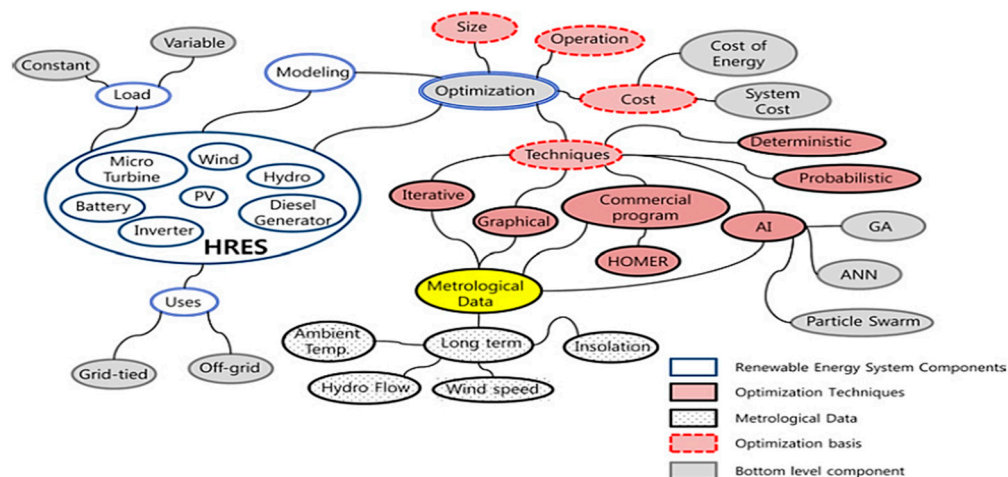 Size
Operation
Variable
Constant
Cost of
Energy
Modeling
Optimization
Load
Cost
System
Cost
Deterministic
Micro
Turbine
Wind
Techniques
Hydro
Probabilistic
Iterative
PV
Battery
Diesel
Generator
Commercial
program
Graphical
AI
GA
Inverter
HRES
HOMER
ANN
Metrological
Data
Uses
Particle Swarm
Ambient
Temp.
Long term
Insolation
Grid-tied
Off-grid
Hydro Flow
Wind speed
Renewable Energy System Components
Optimization Techniques
Metrological Data
Optimization basis
Bottom level component